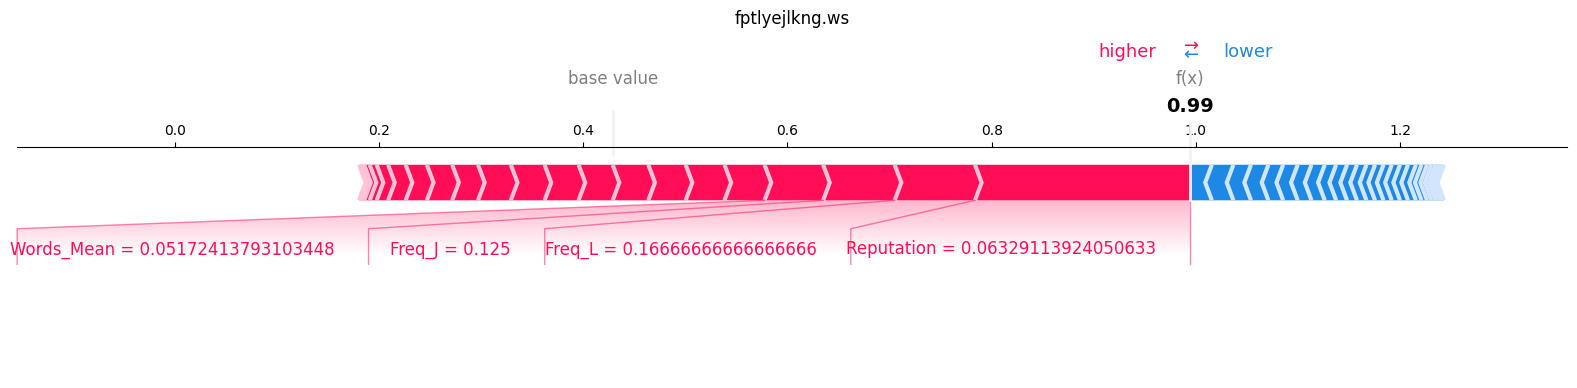 fptlyejlkng.ws
higher ⇄ lower
base value
f(x)
0.99
0.0 0.2 0.4 0.6 0.8 1.0 1.2
Words_Mean = 0.05172413793103448 Freq_J = 0.125 Freq_L = 0.16666666666666666 Reputation = 0.06329113924050633